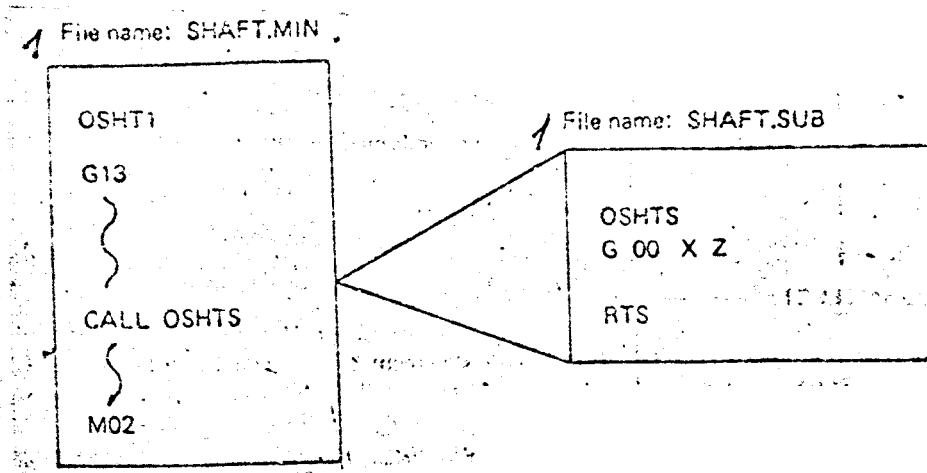 1 File name: SHAFT.MIN
OSHT1
G13
CALL OSHTS
M02
1 File name: SHAFT.SUB
OSHTS
G 00 X Z
RTS